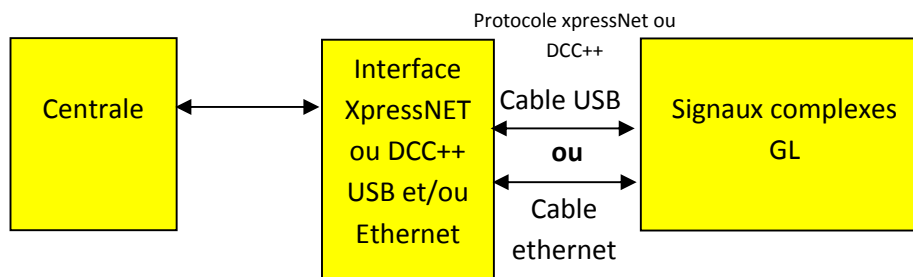 Protocole xpressNet ou
DCC++
Centrale
Interface
XpressNET
ou DCC++
USB et/ou
Ethernet
Cable USB
ou
Cable
ethernet
Signaux complexes
GL